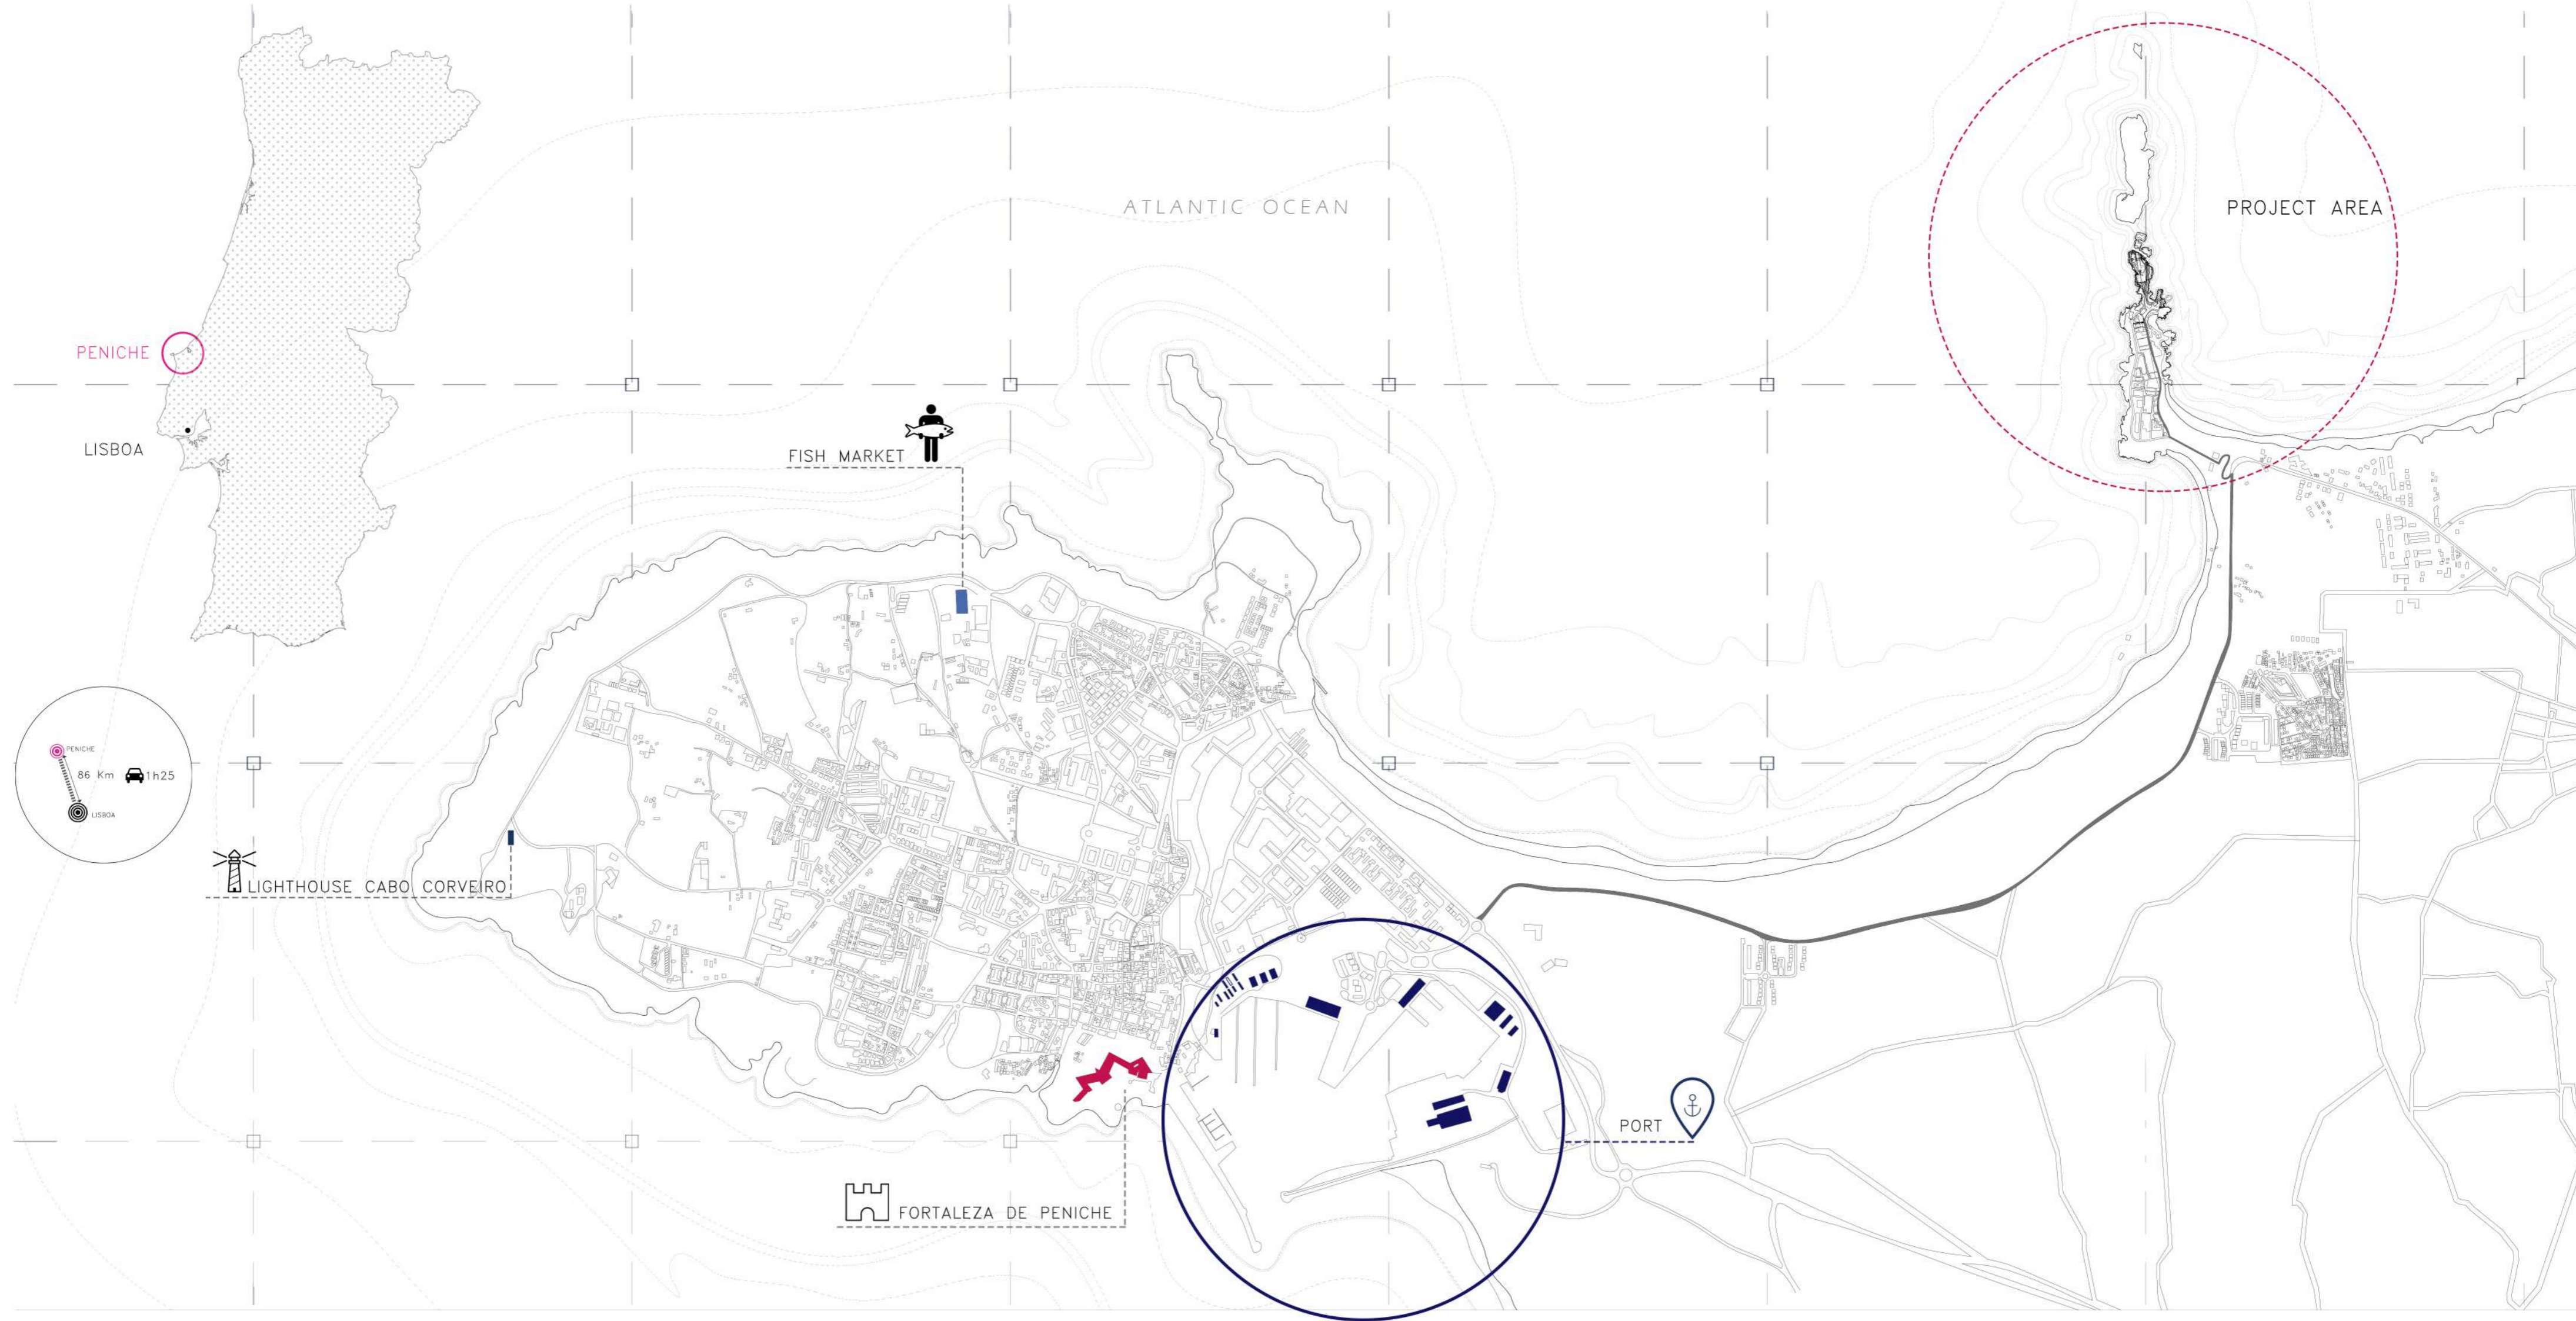 ATLANTIC OCEAN
PROJECT AREA
PENICHE
LISBOA
FISH MARKET
PENICHE
86 Km 1h25
LISBOA
LIGHTHOUSE CABO CORVEIRO
PORT
FORTALEZA DE PENICHE